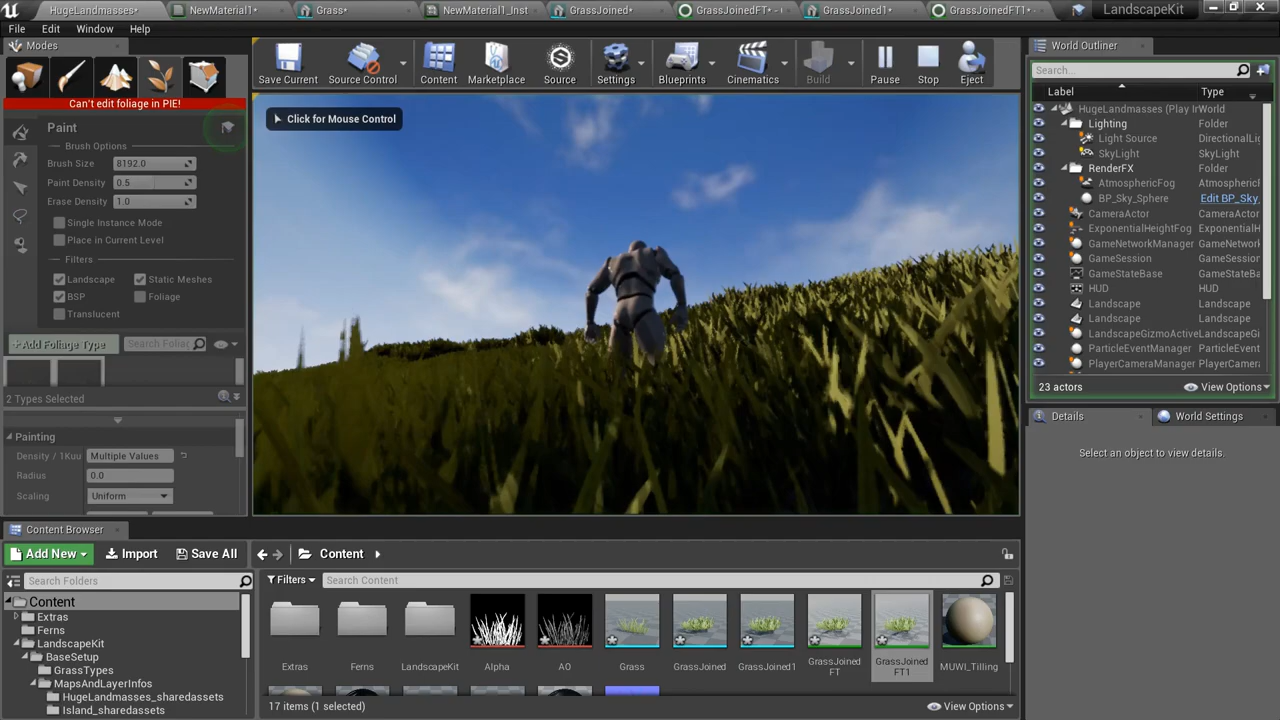 HugeLandmasses*
NewMaterial1*
Grass*
NewMaterial1_Inst
GrassJoined*
GrassJoinedFT*
GrassJoined1*
GrassJoinedFT1*
LandscapeKit
File
Edit
Window
Help
Modes
Save Current
Source Control
Content
Marketplace
Source
Settings
Blueprints
Cinematics
Build
Pause
Stop
Eject
Can't edit foliage in PIE!
Paint
Brush Options
Brush Size
8192.0
Paint Density
0.5
Erase Density
1.0
Single Instance Mode
Place in Current Level
Filters
Landscape
Static Meshes
BSP
Foliage
Translucent
+Add Foliage Type
Search Foliag
2 Types Selected
Painting
Density / 1Kuu
Multiple Values
Radius
0.0
Scaling
Uniform
Click for Mouse Control
World Outliner
Search...
Label
Type
HugeLandmasses (Play In
World
Lighting
Folder
Light Source
DirectionalLig
SkyLight
SkyLight
RenderFX
Folder
AtmosphericFog
AtmosphericF
BP_Sky_Sphere
Edit BP_Sky_
CameraActor
CameraActor
ExponentialHeightFog
Exponential
GameNetworkManager
GameNetwork
GameSession
GameSession
GameStateBase
GameStateBa
HUD
HUD
Landscape
Landscape
Landscape
Landscape
LandscapeGizmoActive
LandscapeGi
ParticleEventManager
ParticleEvent
PlayerCameraManager
PlayerCamera
23 actors
View Options
Details
World Settings
Select an object to view details.
Content Browser
Add New
Import
Save All
Content
Search Folders
Filters
Search Content
Content
Extras
Ferns
LandscapeKit
BaseSetup
GrassTypes
MapsAndLayerInfos
HugeLandmasses_sharedassets
Island_sharedassets
Extras
Ferns
LandscapeKit
Alpha
AO
Grass
GrassJoined
GrassJoined1
GrassJoined
FT
GrassJoined
FT1
MUWI_Tilling
17 items (1 selected)
View Options